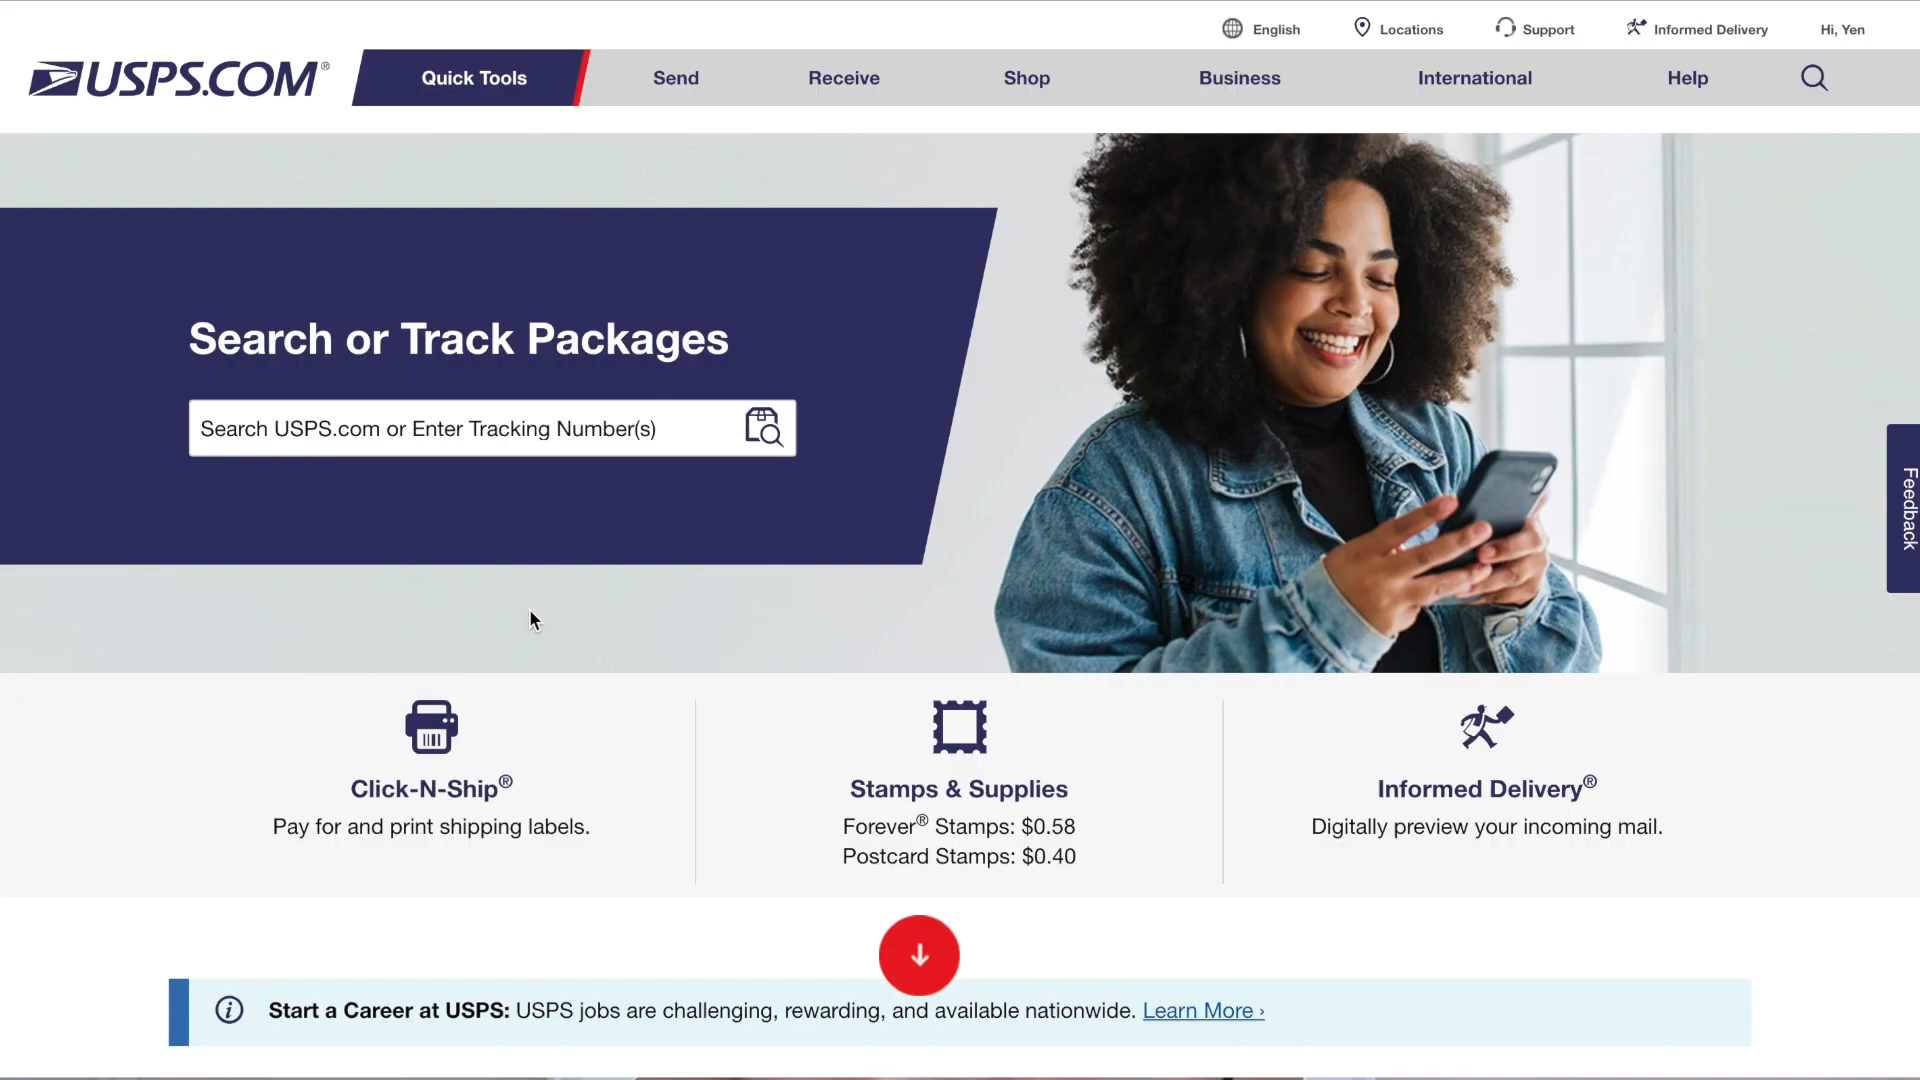 English
Locations
Support
Informed Delivery
Hi, Yen
USPS.COM®
Quick Tools
Send
Receive
Shop
Business
International
Help
Search or Track Packages
Search USPS.com or Enter Tracking Number(s)
Feedback
Click-N-Ship®
Pay for and print shipping labels.
Stamps & Supplies
Forever® Stamps: $0.58
Postcard Stamps: $0.40
Informed Delivery®
Digitally preview your incoming mail.
Start a Career at USPS: USPS jobs are challenging, rewarding, and available nationwide. Learn More ›